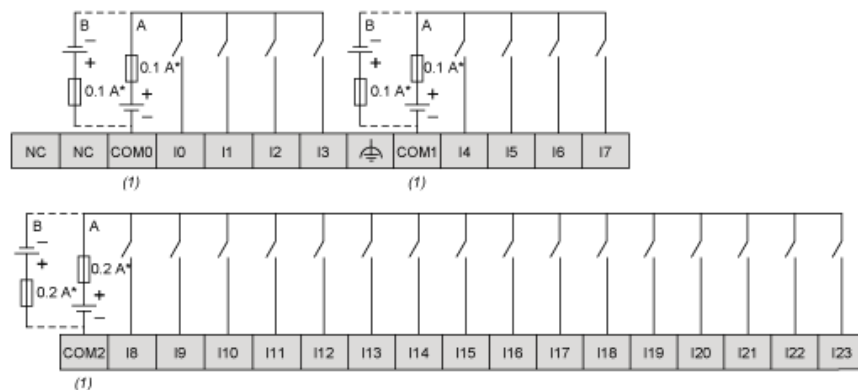 B A B A
− −
+ 0.1 A* + 0.1 A*
0.1 A* + 0.1 A* +
− −
NC NC COM0 I0 I1 I2 I3 COM1 I4 I5 I6 I7
(1) (1)
B A
−
+ 0.2 A*
0.2 A* +
−
COM2 I8 I9 I10 I11 I12 I13 I14 I15 I16 I17 I18 I19 I20 I21 I22 I23
(1)